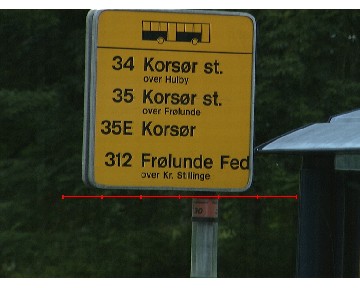 34 Korsør st.
over Hulby
35 Korsør st.
over Frølunde
35E Korsør
312 Frølunde Fed
over Kr. Stillinge